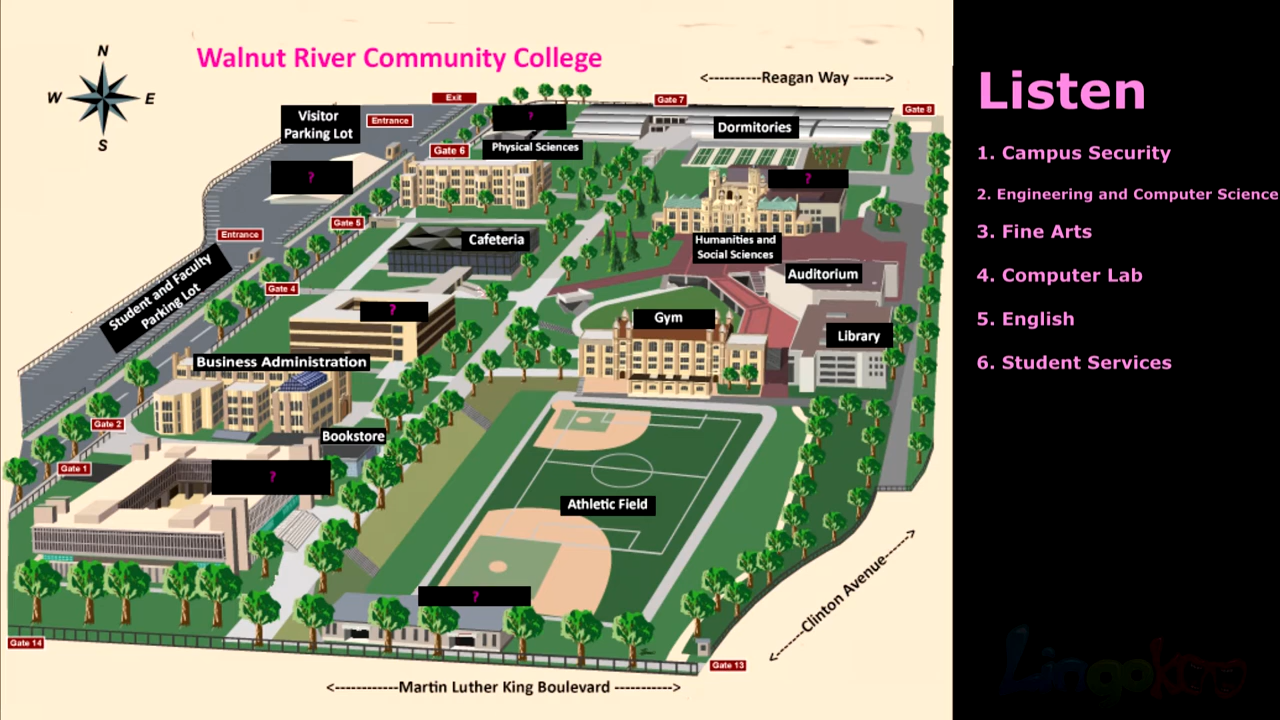 Walnut River Community College
N
W
E
S
<----------Reagan Way ------>
Listen
1. Campus Security
2. Engineering and Computer Science
3. Fine Arts
4. Computer Lab
5. English
6. Student Services
Exit
Gate 7
Gate 8
Visitor
Parking Lot
Entrance
?
Dormitories
Physical Sciences
Gate 6
?
?
Gate 5
Entrance
Cafeteria
Humanities and
Social Sciences
Auditorium
Student and Faculty
Parking Lot
Gate 4
?
Gym
Library
Business Administration
Gate 2
Bookstore
Gate 1
?
Athletic Field
?
Clinton Avenue
Gate 14
Gate 13
<------------Martin Luther King Boulevard ----------->
Lingokoo